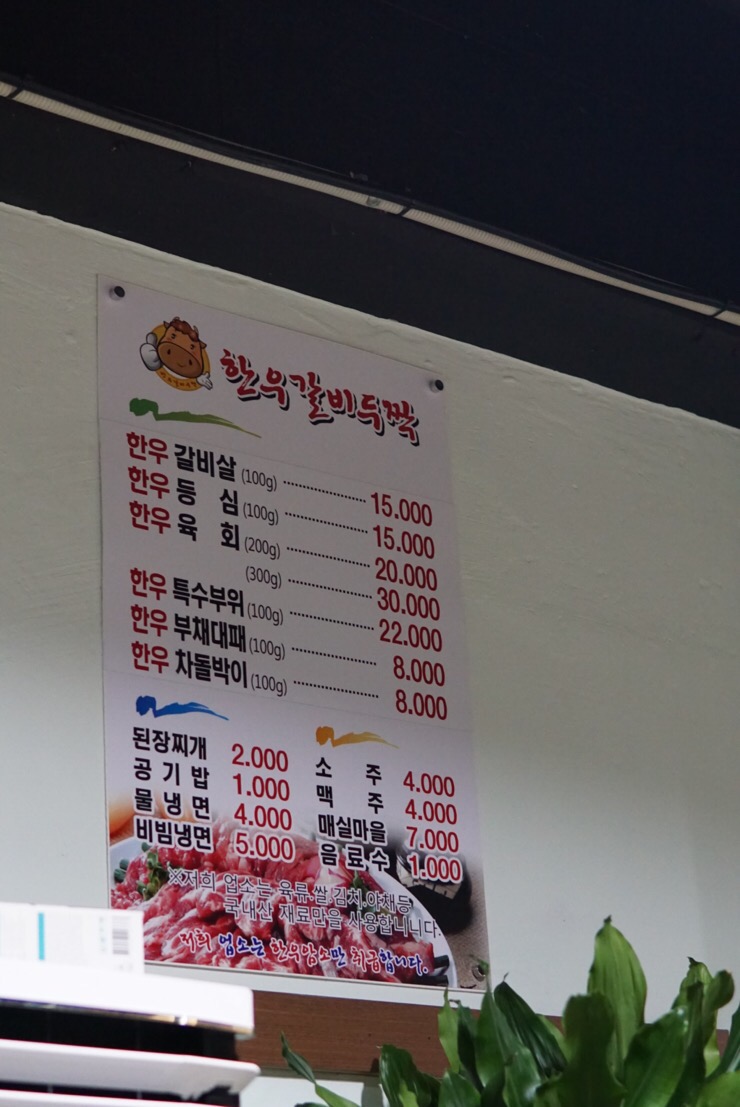 한우갈비두짝
한우 갈비살 (100g) 15.000
한우 등 심 (100g) 15.000
한우 육 회 (200g) 20.000
(300g) 30.000
한우 특수부위 (100g) 22.000
한우 부채대패 (100g) 8.000
한우 차돌박이 (100g) 8.000
된장찌개 2.000
공 기 밥 1.000
물 냉 면 4.000
비빔냉면 5.000
소 주 4.000
맥 주 4.000
매실마을 7.000
음 료 수 1.000
※저희 업소는 육류.쌀.김치.야채등
국내산 재료만을 사용합니다.
저희 업소는 한우암소만 취급합니다.